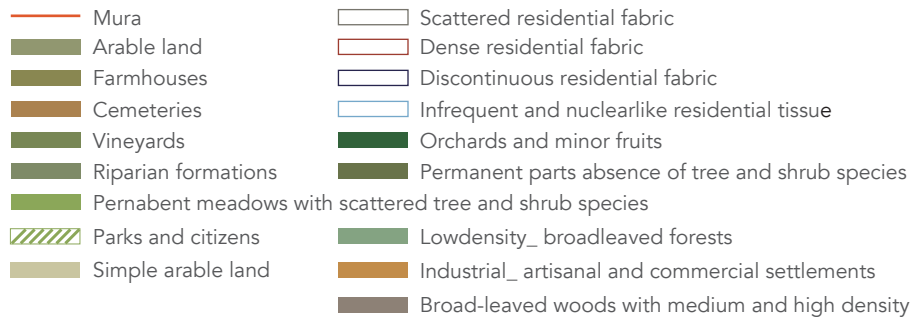 Mura
Scattered residential fabric
Arable land
Dense residential fabric
Farmhouses
Discontinuous residential fabric
Cemeteries
Infrequent and nuclearlike residential tissue
Vineyards
Orchards and minor fruits
Riparian formations
Permanent parts absence of tree and shrub species
Pernabent meadows with scattered tree and shrub species
Parks and citizens
Lowdensity_ broadleaved forests
Simple arable land
Industrial_ artisanal and commercial settlements
Broad-leaved woods with medium and high density